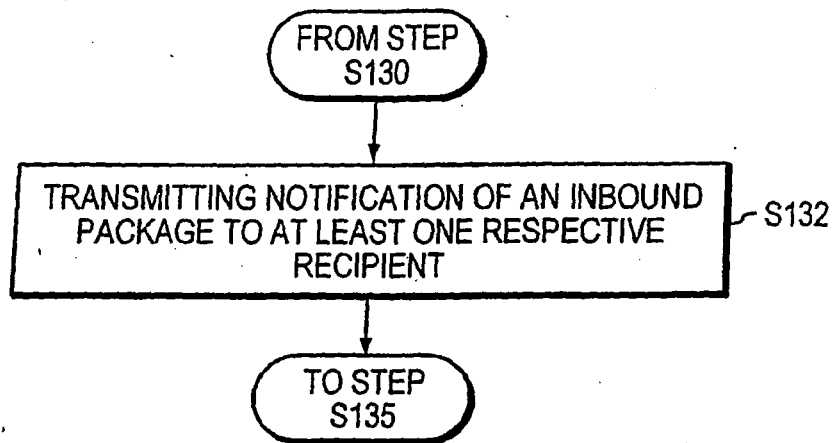 FROM STEP
S130
TRANSMITTING NOTIFICATION OF AN INBOUND
PACKAGE TO AT LEAST ONE RESPECTIVE
RECIPIENT
S132
TO STEP
S135